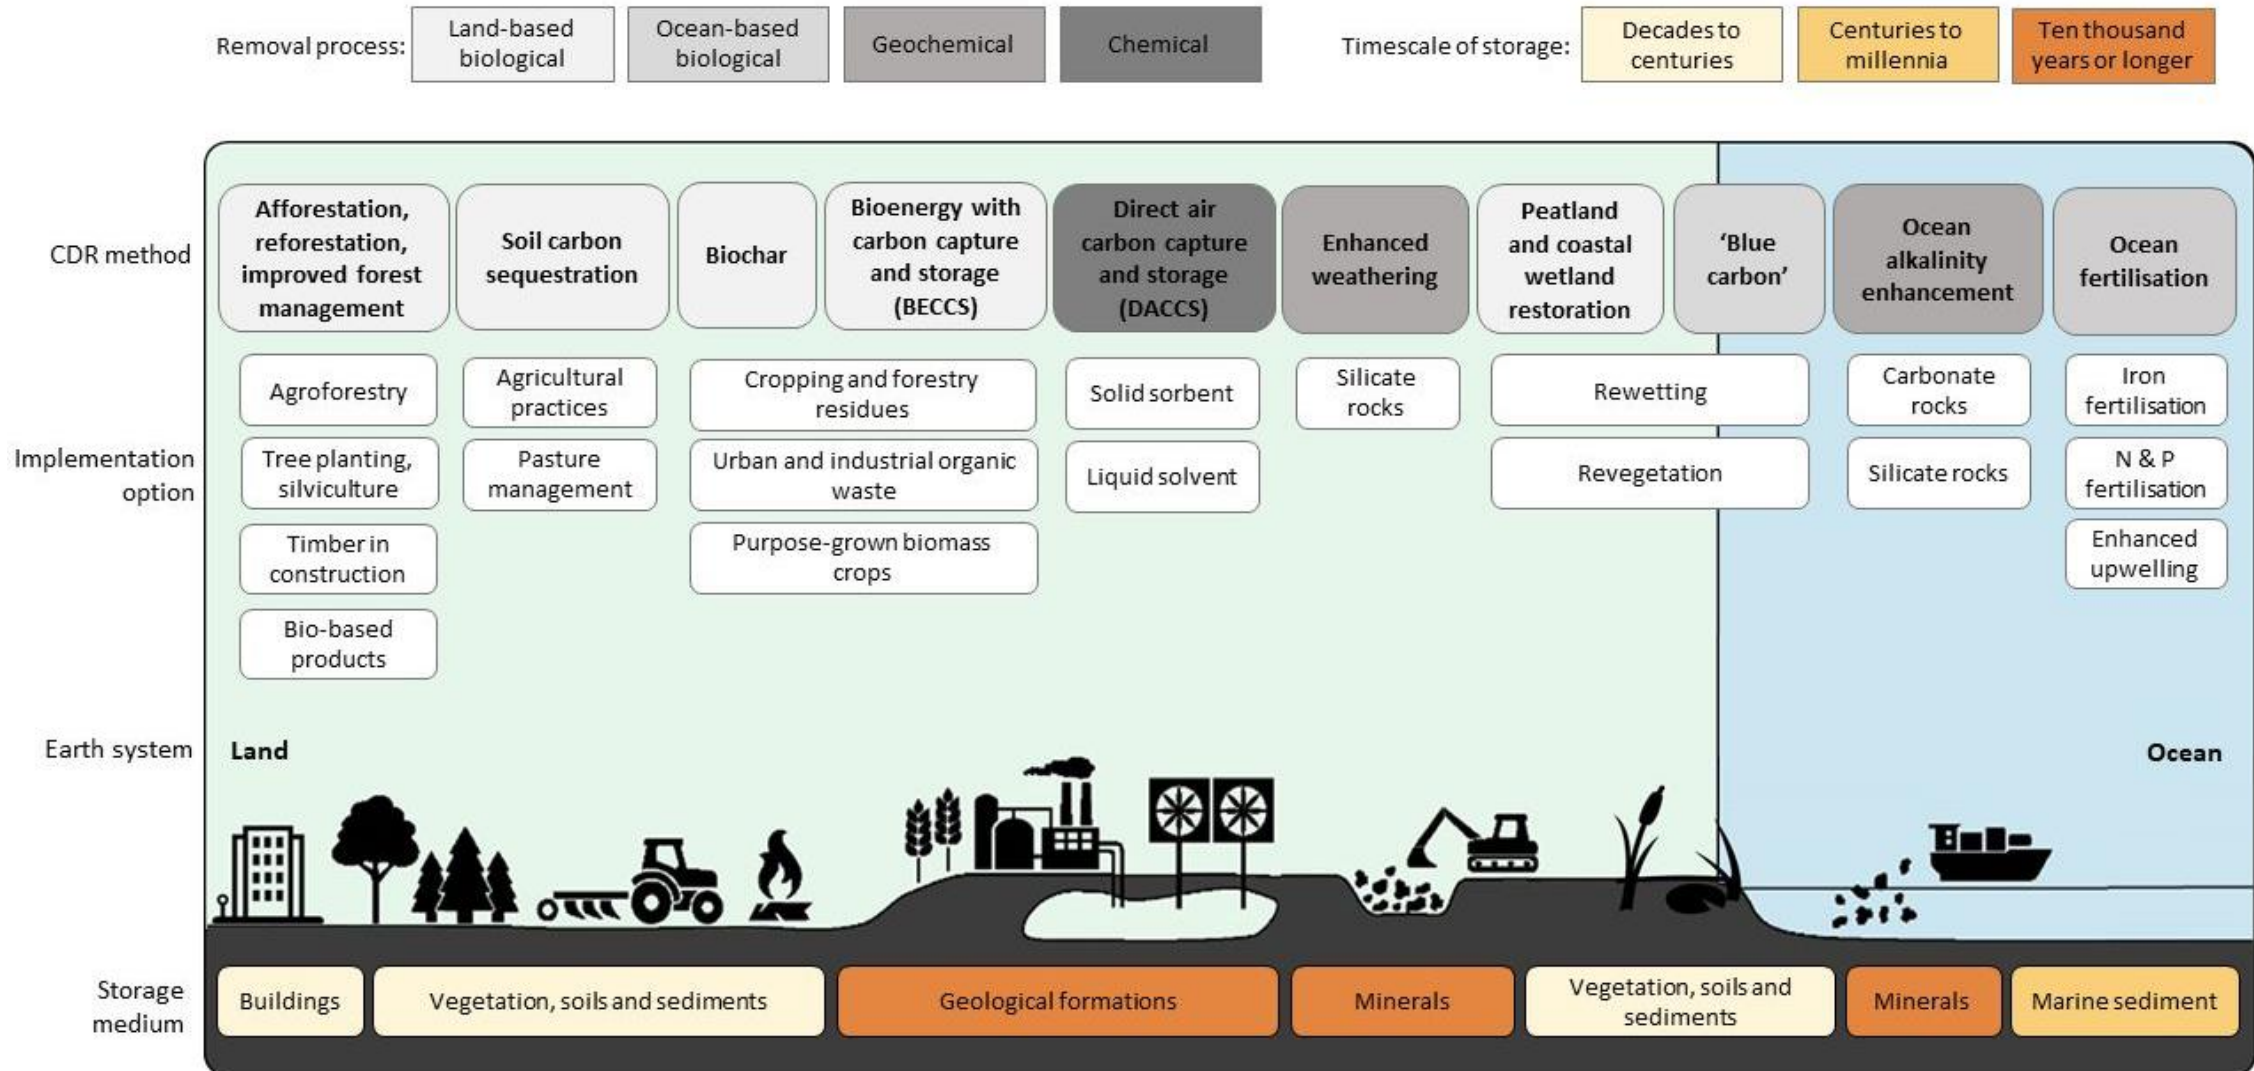 Removal process:
Land-based
biological
Ocean-based
biological
Geochemical
Chemical
Timescale of storage:
Decades to
centuries
Centuries to
millennia
Ten thousand
years or longer
CDR method
Afforestation,
reforestation,
improved forest
management
Soil carbon
sequestration
Biochar
Bioenergy with
carbon capture
and storage
(BECCS)
Direct air
carbon capture
and storage
(DACCS)
Enhanced
weathering
Peatland
and coastal
wetland
restoration
‘Blue
carbon’
Ocean
alkalinity
enhancement
Ocean
fertilisation
Implementation
option
Agroforestry
Tree planting,
silviculture
Timber in
construction
Bio-based
products
Agricultural
practices
Pasture
management
Cropping and forestry
residues
Urban and industrial organic
waste
Purpose-grown biomass
crops
Solid sorbent
Liquid solvent
Silicate
rocks
Rewetting
Revegetation
Carbonate
rocks
Silicate rocks
Iron
fertilisation
N & P
fertilisation
Enhanced
upwelling
Earth system
Land
Ocean
Storage
medium
Buildings
Vegetation, soils and sediments
Geological formations
Minerals
Vegetation, soils and
sediments
Minerals
Marine sediment